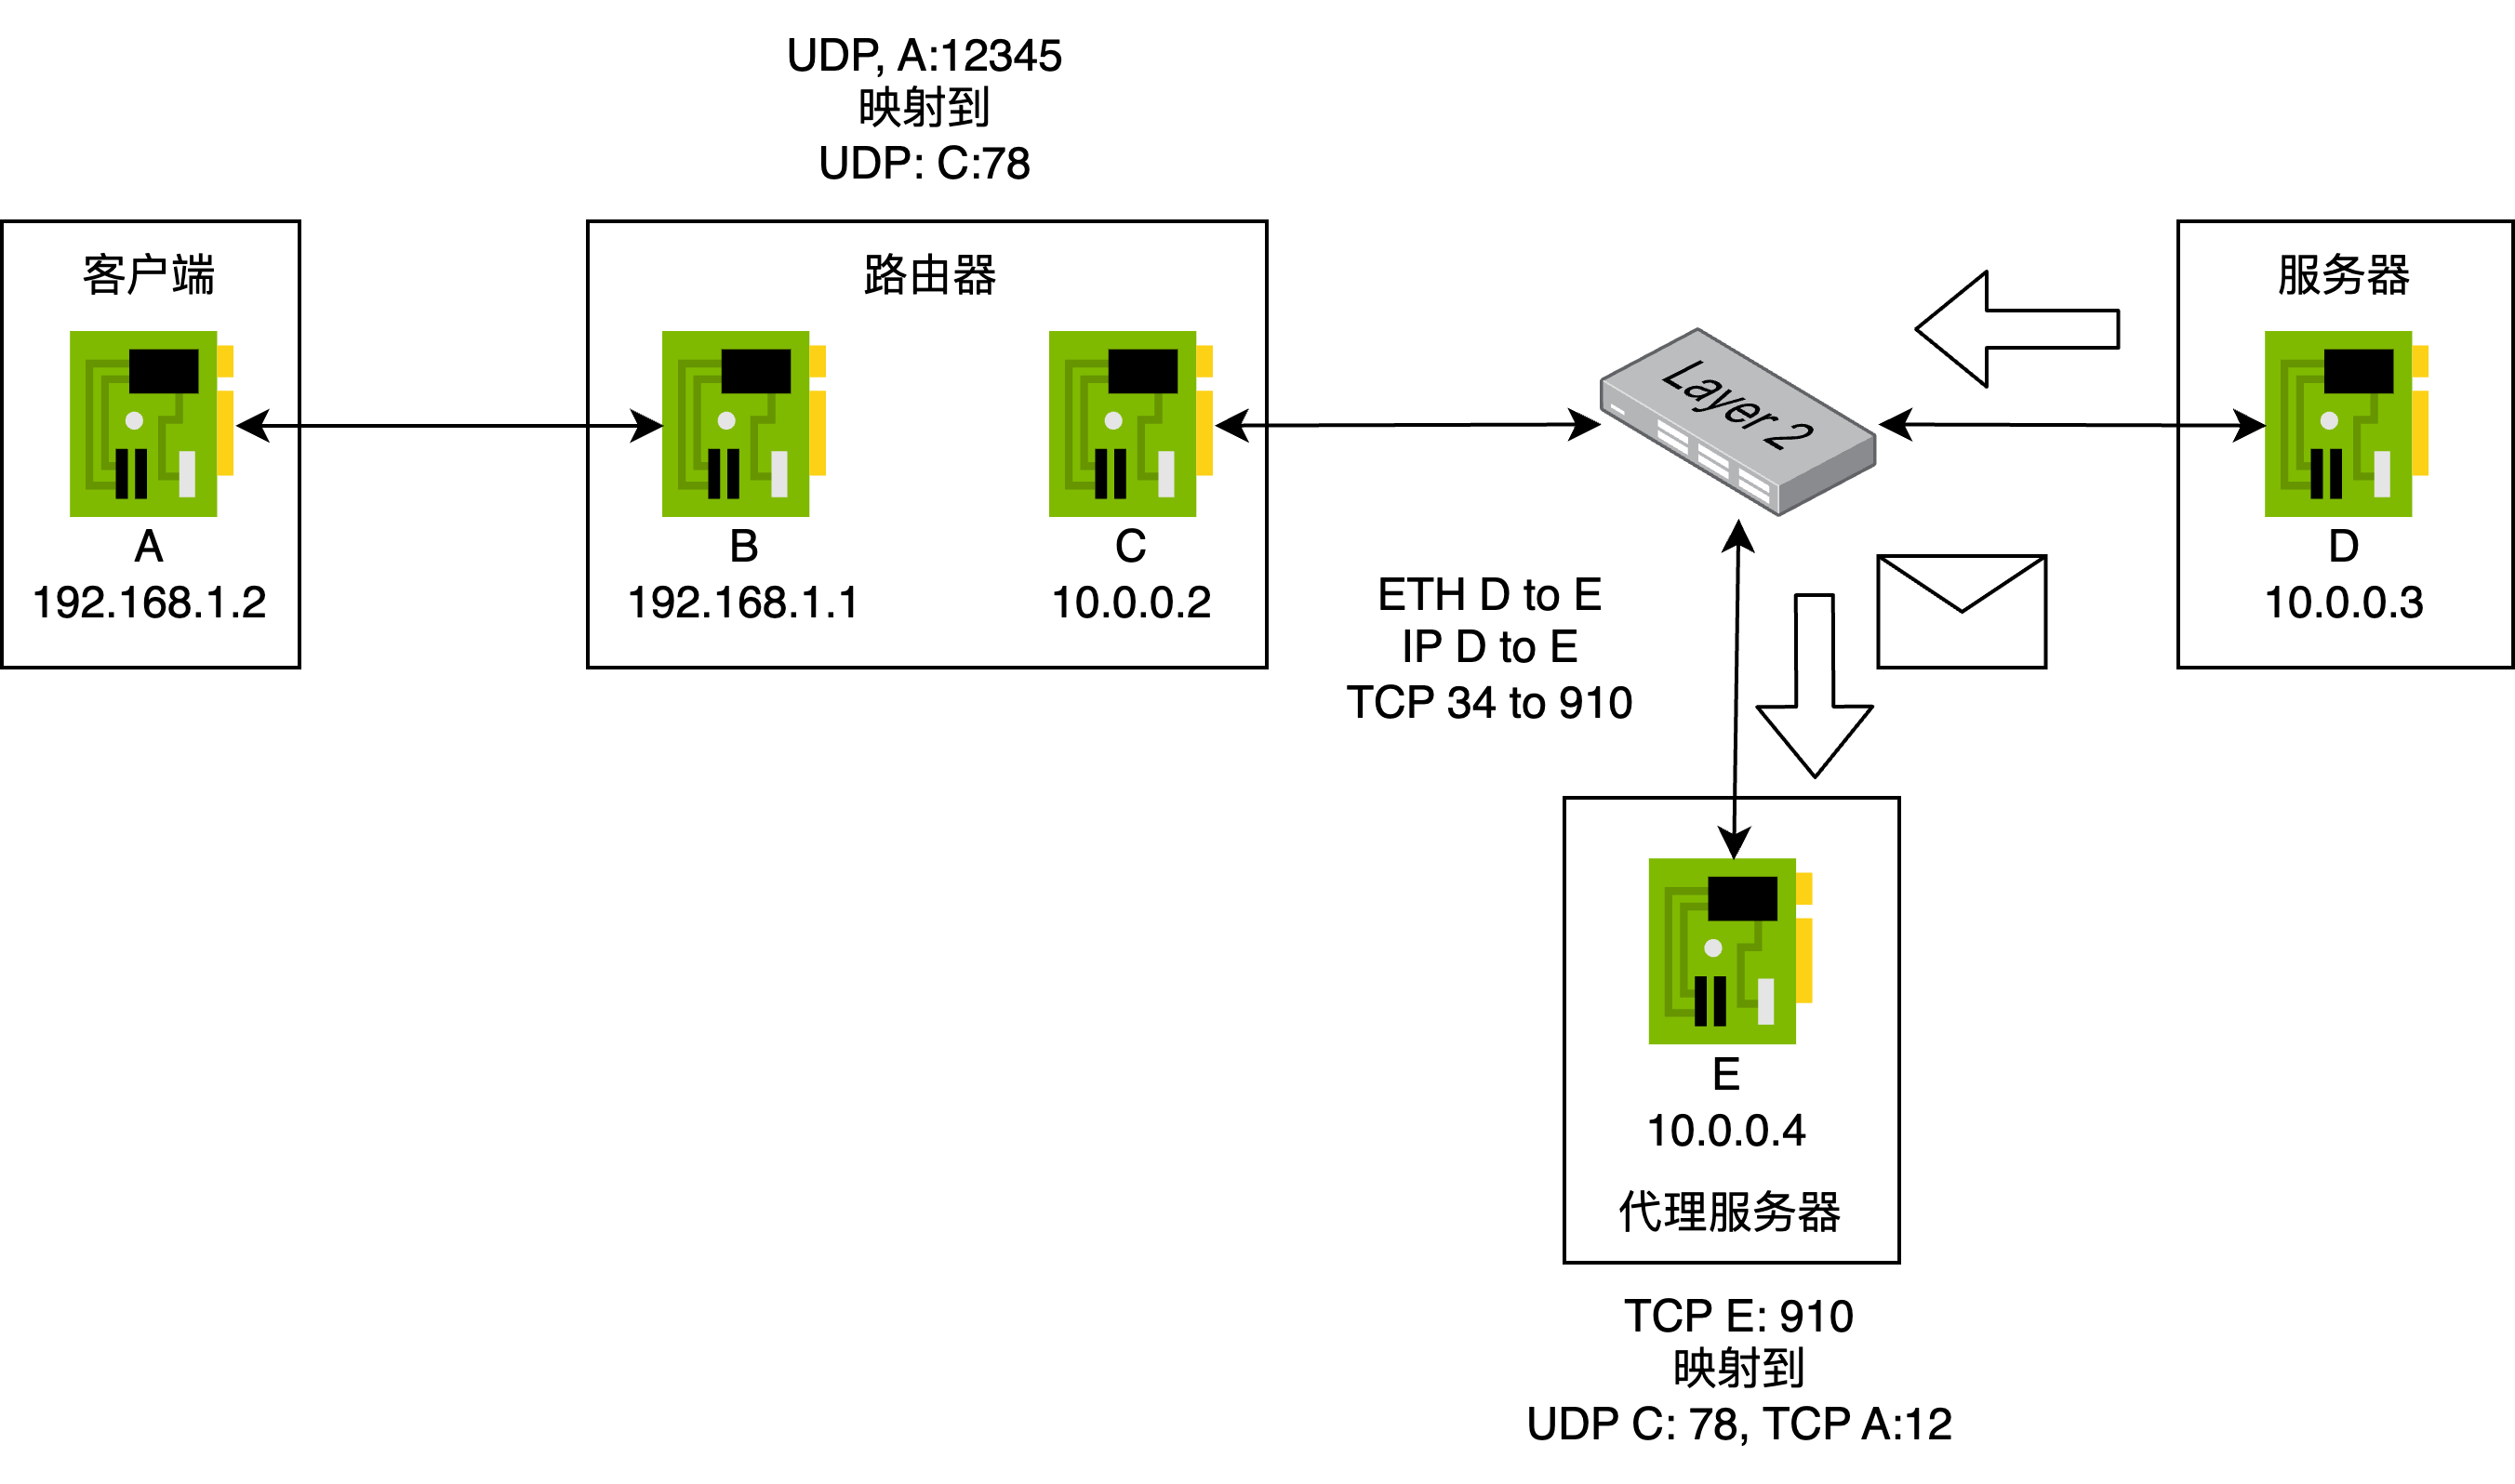 UDP, A:12345
映射到
UDP: C:78
客户端
路由器
服务器
Layer 2
A
192.168.1.2
B
192.168.1.1
C
10.0.0.2
D
10.0.0.3
ETH D to E
IP D to E
TCP 34 to 910
E
10.0.0.4
代理服务器
TCP E: 910
映射到
UDP C: 78, TCP A:12